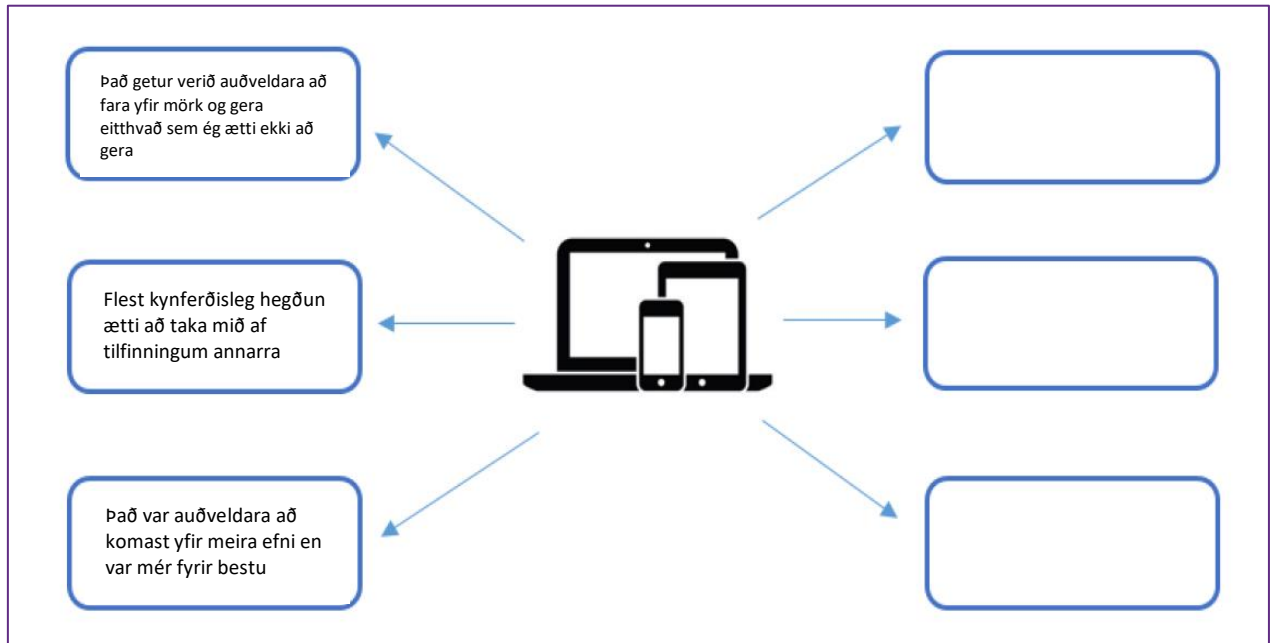 Það getur verið auðveldara að
fara yfir mörk og gera
eitthvað sem ég ætti ekki að
gera
Flest kynferðisleg hegðun
ætti að taka mið af
tilfinningum annarra
Það var auðveldara að
komast yfir meira efni en
var mér fyrir bestu